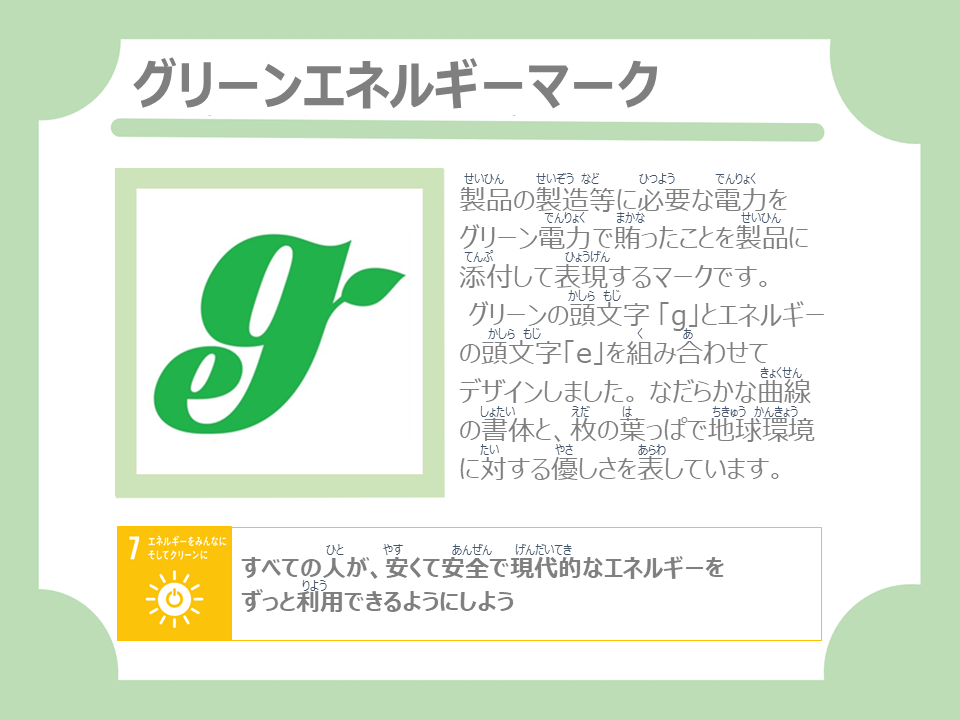 グリーンエネルギーマーク
せいひん せいぞう など ひつよう でんりょく
製品の製造等に必要な電力を
でんりょく まかな せいひん
グリーン電力で賄ったことを製品に
てんぷ ひょうげん
添付して表現するマークです。
かしら もじ
グリーンの頭文字「g」とエネルギー
かしら もじ く あ
の頭文字「e」を組み合わせて
きょくせん
デザインしました。なだらかな曲線
しょたい えだ は ちきゅう かんきょう
の書体と、枚の葉っぱで地球環境
たい やさ あらわ
に対する優しさを表しています。
ge
7 エネルギーをみんなに
そしてクリーンに
ひと やす あんぜん げんだいてき
すべての人が、安くて安全で現代的なエネルギーを
りよう
ずっと利用できるようにしよう